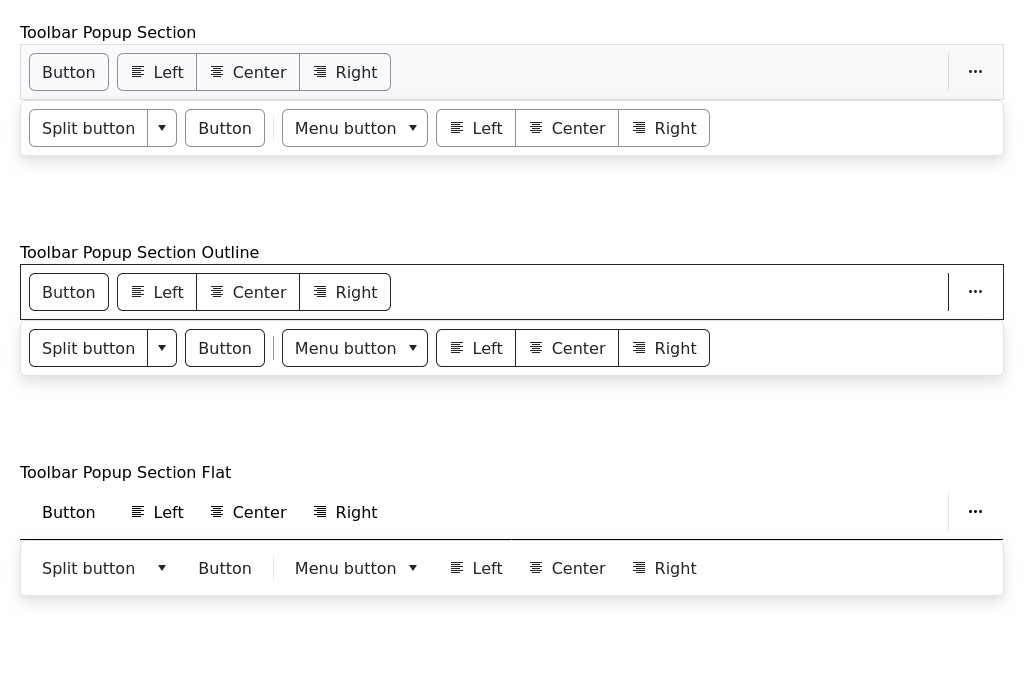 Toolbar Popup Section
Button Left Center Right ...
Split button Button Menu button Left Center Right
Toolbar Popup Section Outline
Button Left Center Right ...
Split button Button Menu button Left Center Right
Toolbar Popup Section Flat
Button Left Center Right ...
Split button Button Menu button Left Center Right